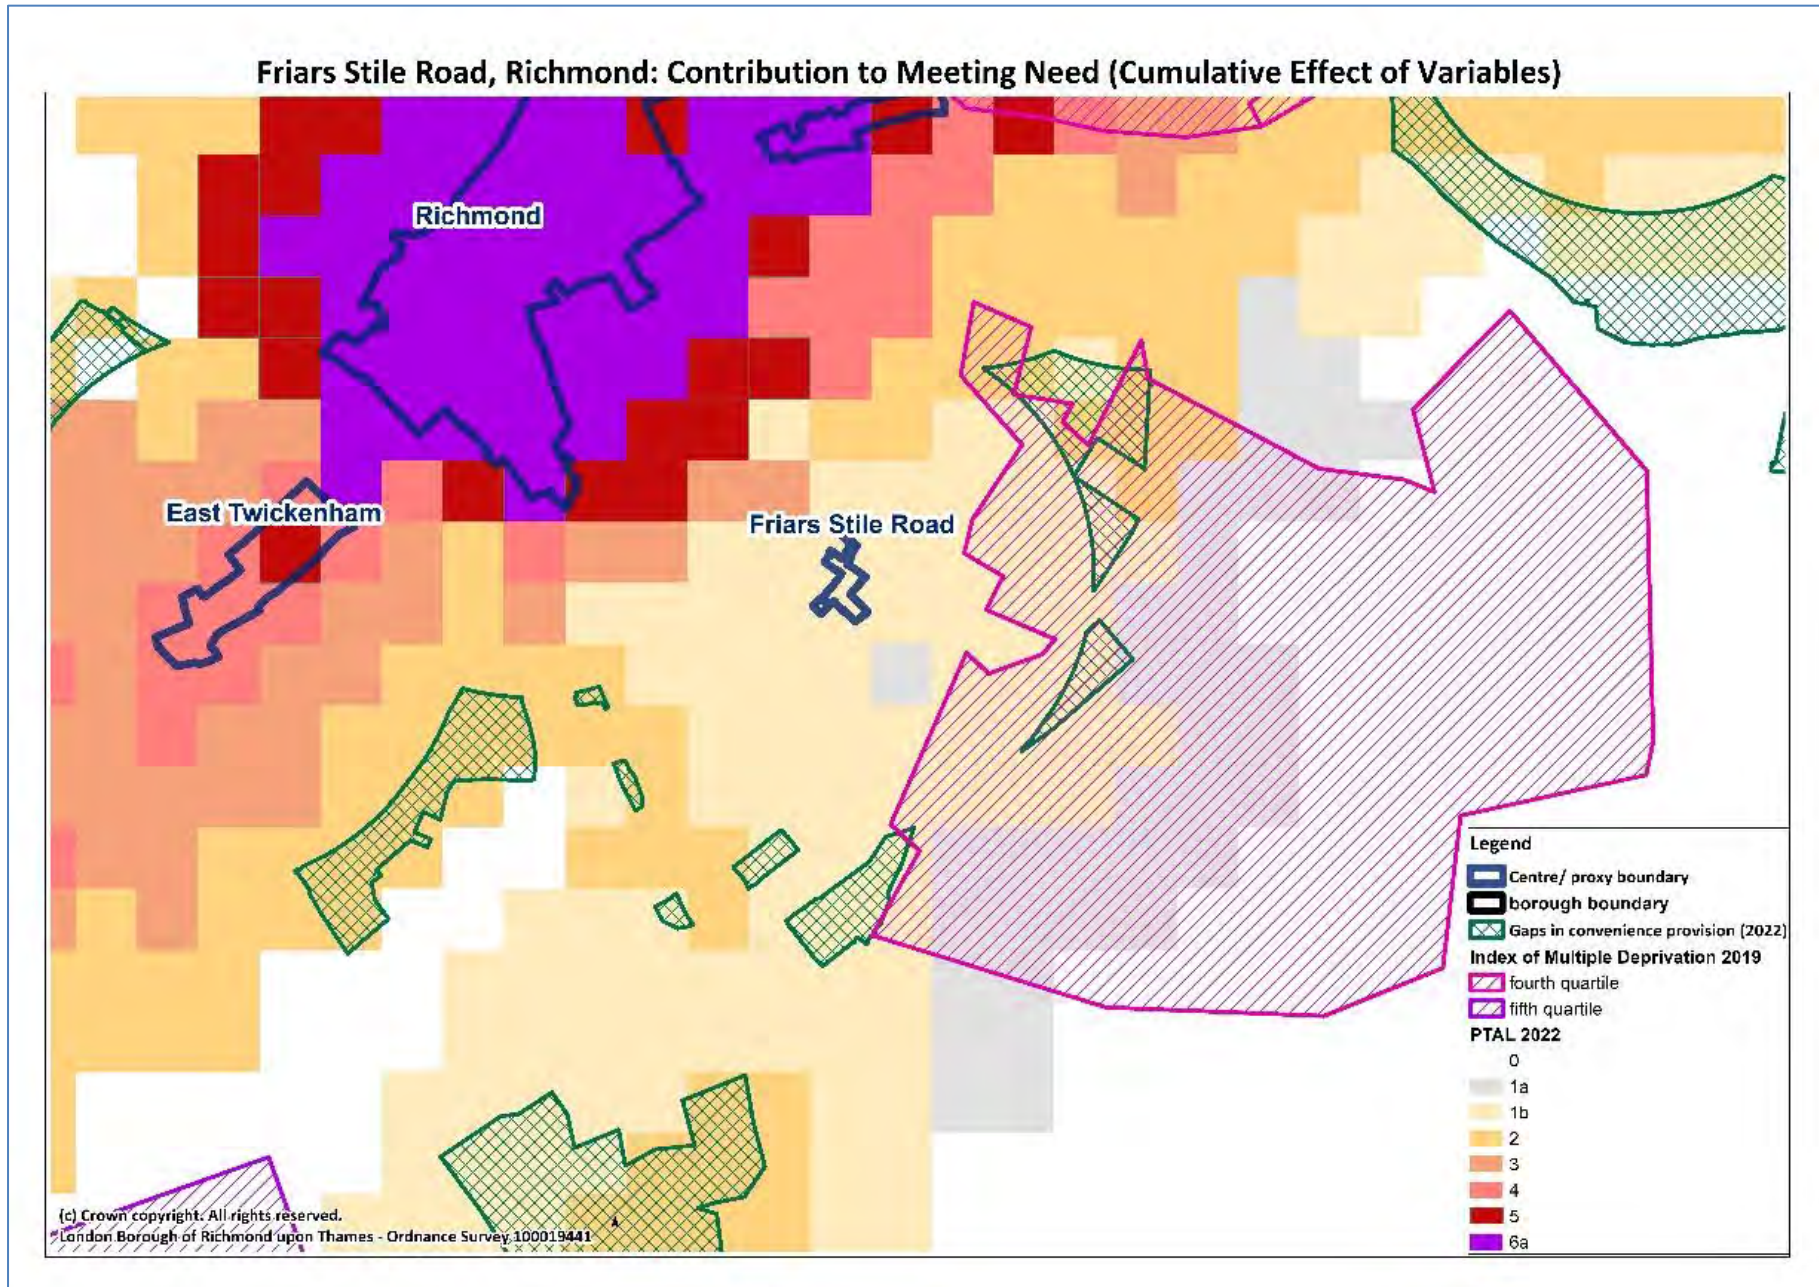 Friars Stile Road, Richmond: Contribution to Meeting Need (Cumulative Effect of Variables)
Richmond
East Twickenham
Friars Stile Road
Legend
Centre/ proxy boundary
borough boundary
Gaps in convenience provision (2022)
Index of Multiple Deprivation 2019
fourth quartile
fifth quartile
PTAL 2022
0
1a
1b
2
3
4
5
6a
(c) Crown copyright. All rights reserved.
London Borough of Richmond upon Thames - Ordnance Survey 100019441